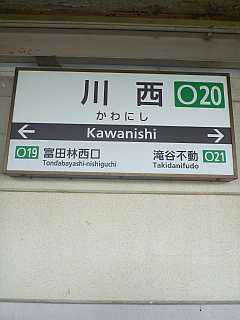 川西 O20
かわにし
← Kawanishi →
O19 富田林西口 滝谷不動 O21
Tondabayashi-nishiguchi Takidanifudo